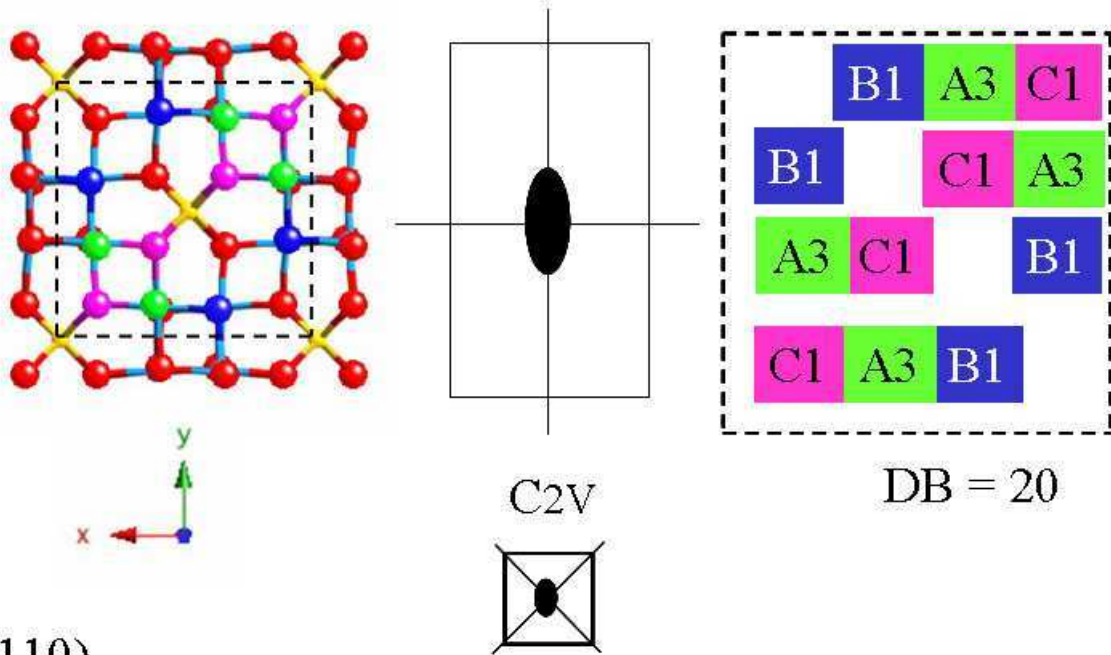 B1 A3 C1
B1 C1 A3
A3 C1 B1
C1 A3 B1
y
x
C2V
DB = 20
110)